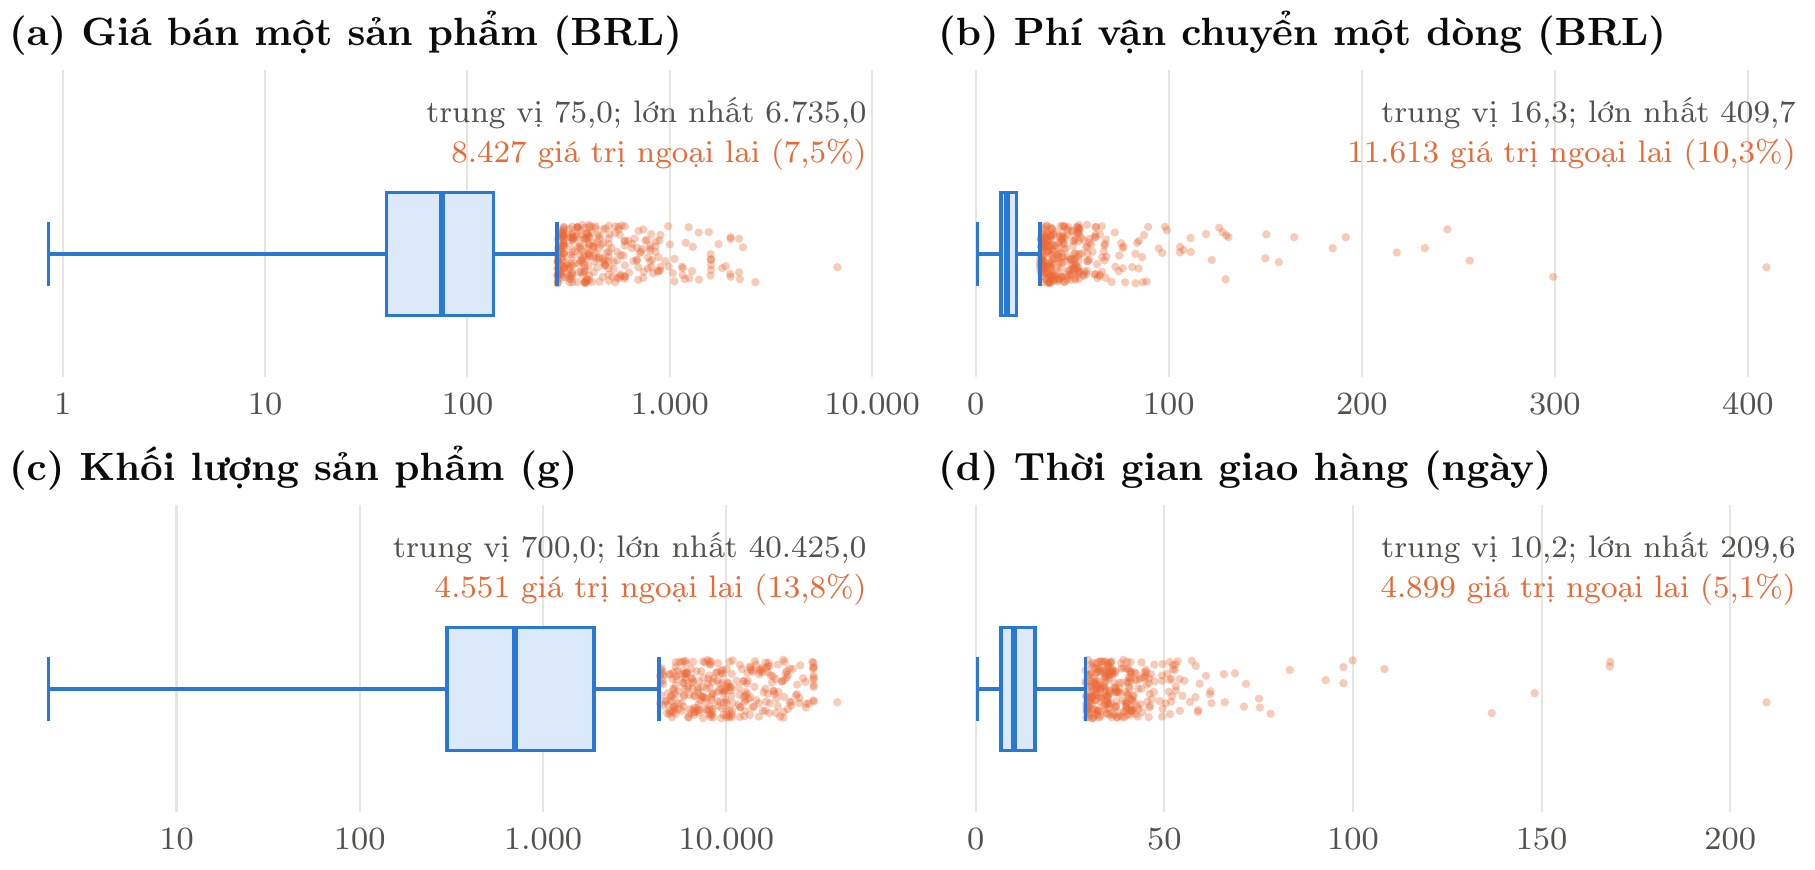 (a) Giá bán một sản phẩm (BRL)
trung vị 75,0; lớn nhất 6.735,0
8.427 giá trị ngoại lai (7,5%)
1 10 100 1.000 10.000
(b) Phí vận chuyển một dòng (BRL)
trung vị 16,3; lớn nhất 409,7
11.613 giá trị ngoại lai (10,3%)
0 100 200 300 400
(c) Khối lượng sản phẩm (g)
trung vị 700,0; lớn nhất 40.425,0
4.551 giá trị ngoại lai (13,8%)
10 100 1.000 10.000
(d) Thời gian giao hàng (ngày)
trung vị 10,2; lớn nhất 209,6
4.899 giá trị ngoại lai (5,1%)
0 50 100 150 200